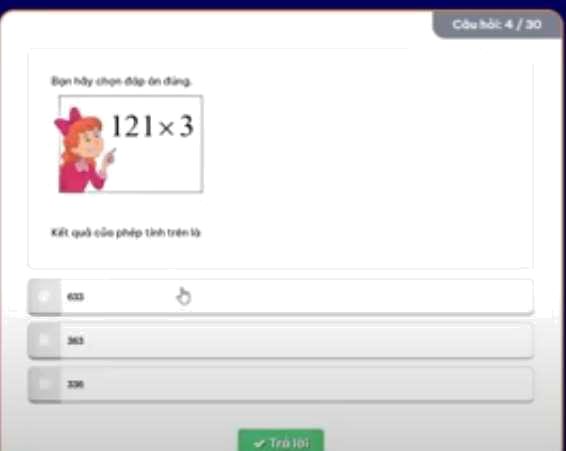 Câu hỏi: 4 / 30
Bạn hãy chọn đáp án đúng.
121 × 3
Kết quả của phép tính trên là
633
363
336
Trả lời